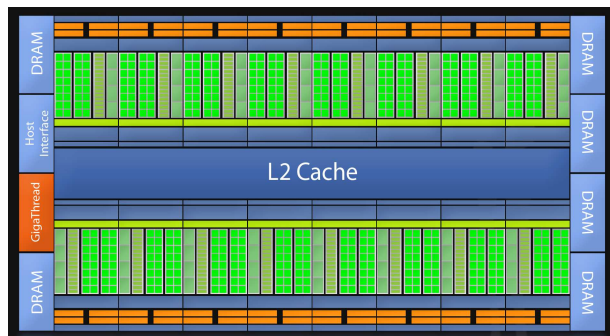 DRAM
Host
Interface
GigaThread
DRAM
L2 Cache
DRAM
DRAM
DRAM
DRAM